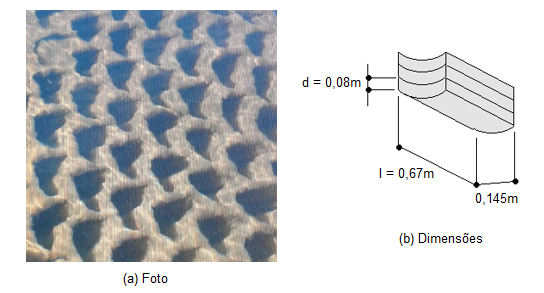 d = 0,08m
l = 0,67m
0,145m
(b) Dimensões
(a) Foto